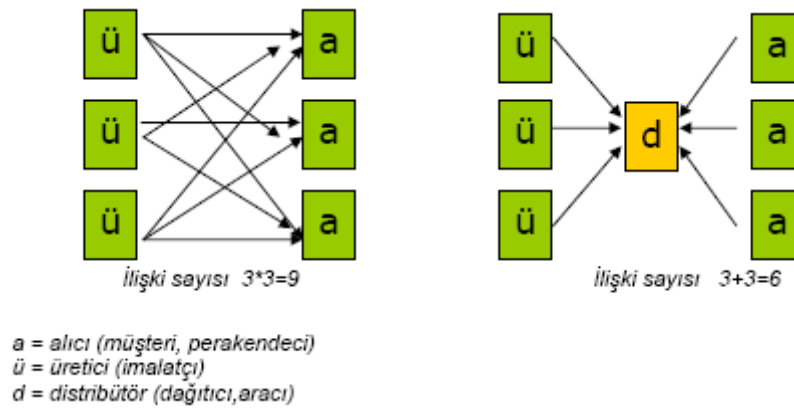 ü a ü a
ü a ü d a
ü a ü a
İlişki sayısı 3*3=9 İlişki sayısı 3+3=6
a = alıcı (müşteri, perakendeci)
ü = üretici (imalatçı)
d = distribütör (dağıtıcı,aracı)